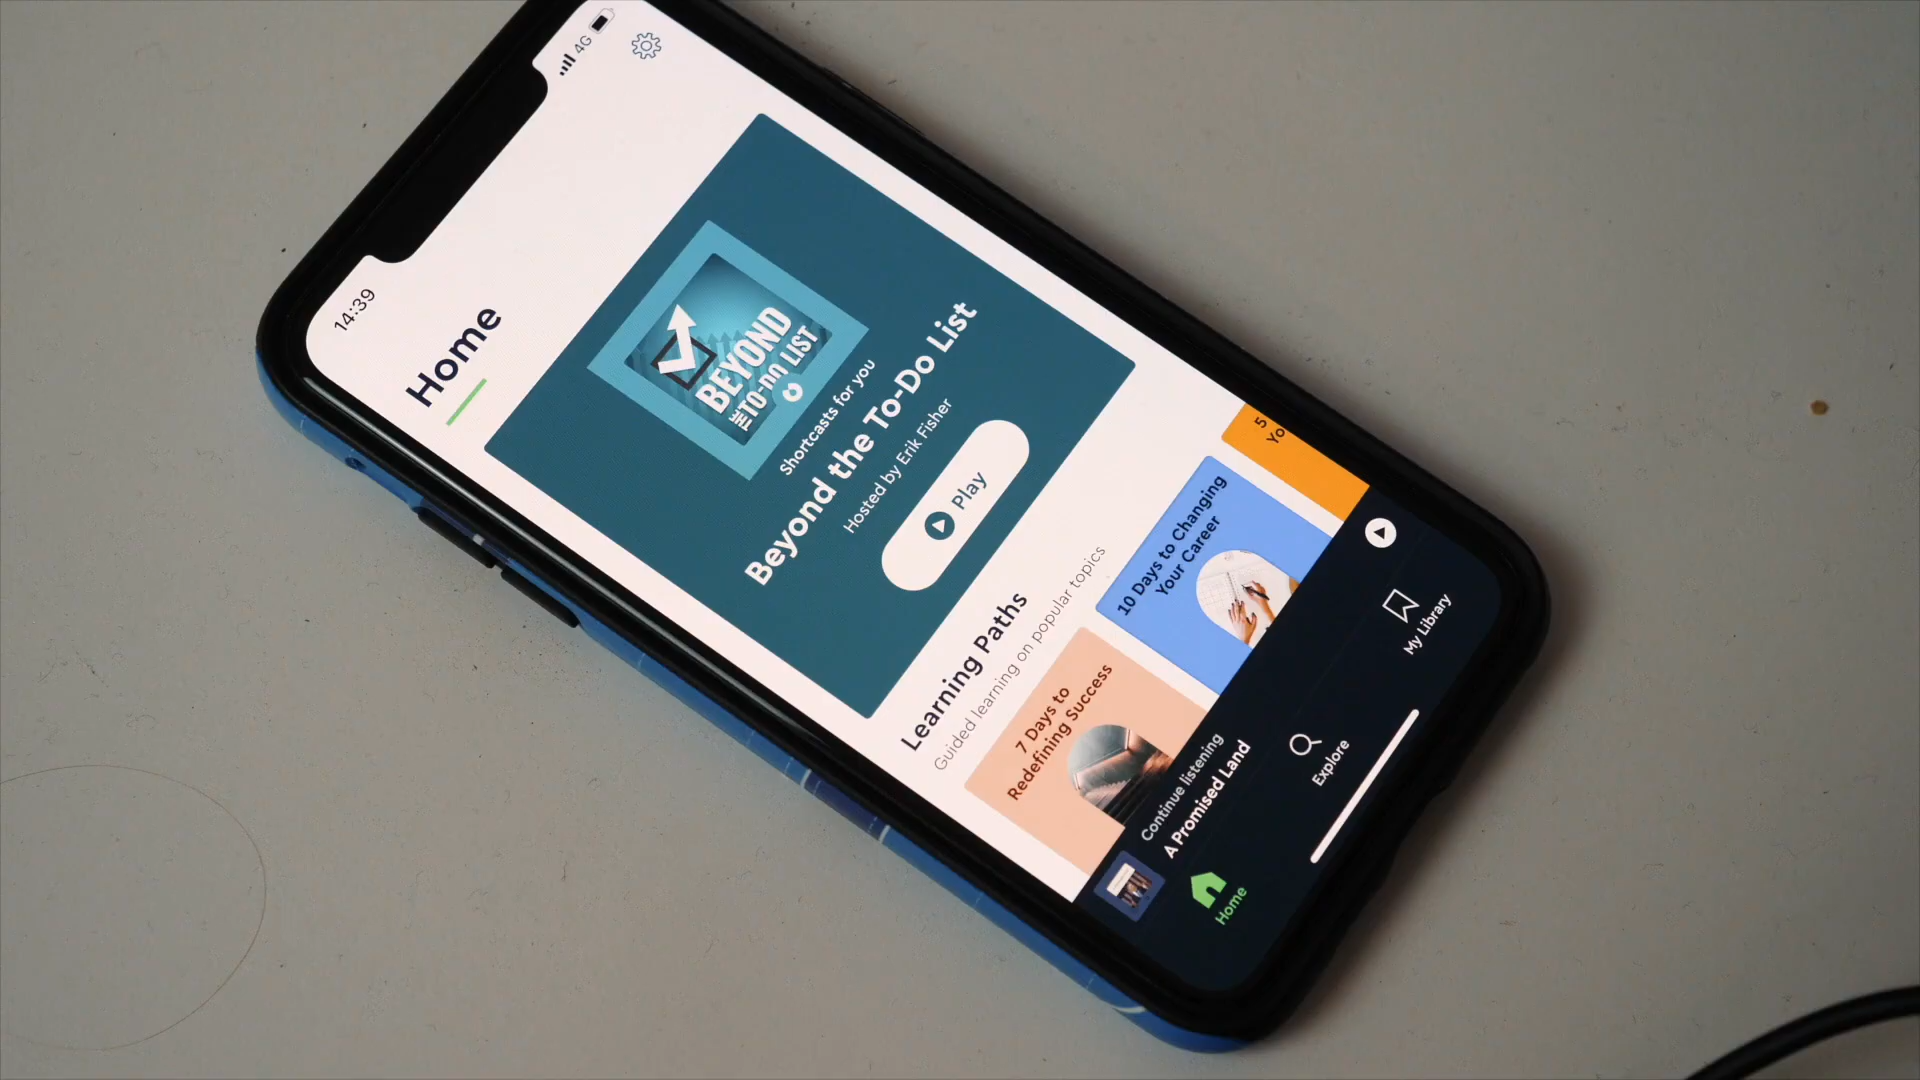 14:39
4G
Home
BEYOND
THE TO-DO LIST
Shortcasts for you
Beyond the To-Do List
Hosted by Erik Fisher
Play
Learning Paths
Guided learning on popular topics
7 Days to
Redefining Success
10 Days to Changing
Your Career
5
Yo
Continue listening
A Promised Land
Home
Explore
My Library